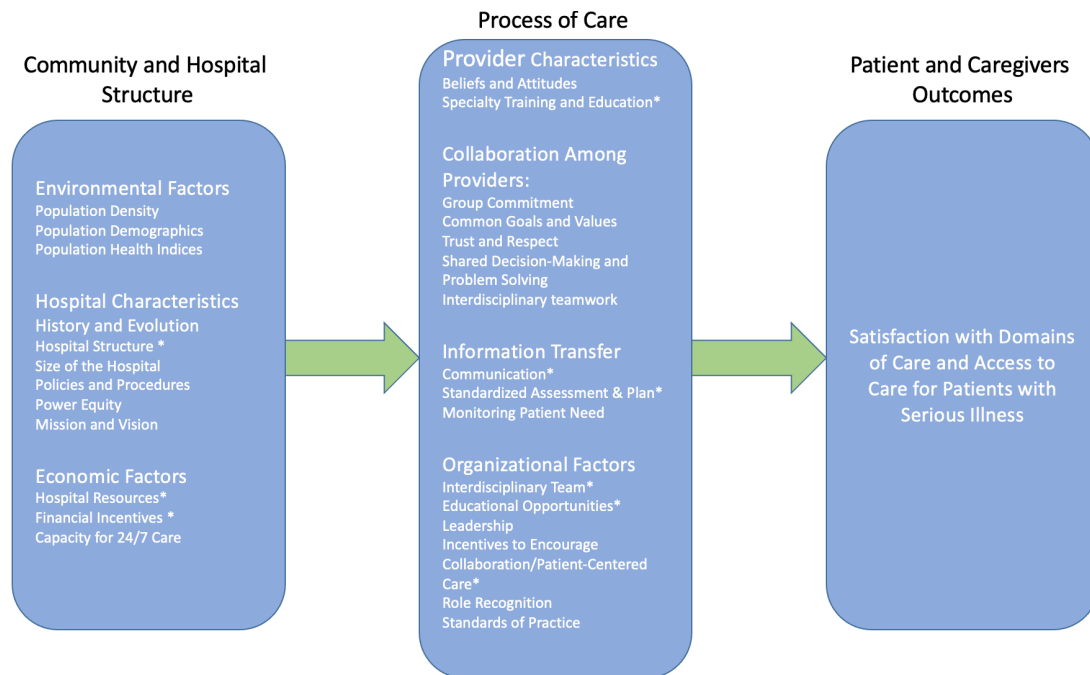 Community and Hospital
Structure
Environmental Factors
Population Density
Population Demographics
Population Health Indices
Hospital Characteristics
History and Evolution
Hospital Structure *
Size of the Hospital
Policies and Procedures
Power Equity
Mission and Vision
Economic Factors
Hospital Resources*
Financial Incentives *
Capacity for 24/7 Care
Process of Care
Provider Characteristics
Beliefs and Attitudes
Specialty Training and Education*
Collaboration Among
Providers:
Group Commitment
Common Goals and Values
Trust and Respect
Shared Decision-Making and
Problem Solving
Interdisciplinary teamwork
Information Transfer
Communication*
Standardized Assessment & Plan*
Monitoring Patient Need
Organizational Factors
Interdisciplinary Team*
Educational Opportunities*
Leadership
Incentives to Encourage
Collaboration/Patient-Centered
Care*
Role Recognition
Standards of Practice
Patient and Caregivers
Outcomes
Satisfaction with Domains
of Care and Access to
Care for Patients with
Serious Illness